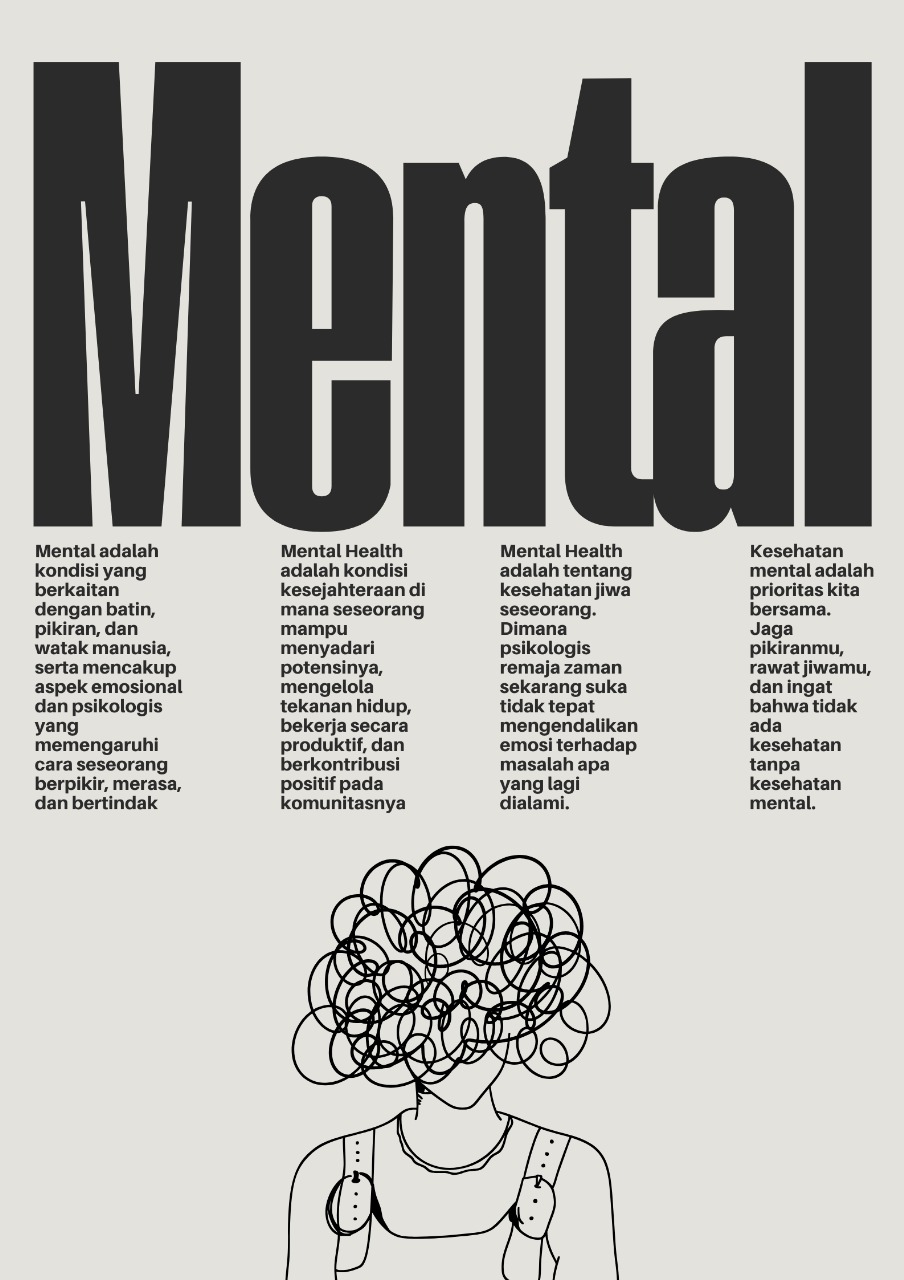 Mental
Mental adalah
kondisi yang
berkaitan
dengan batin,
pikiran, dan
watak manusia,
serta mencakup
aspek emosional
dan psikologis
yang
memengaruhi
cara seseorang
berpikir, merasa,
dan bertindak
Mental Health
adalah kondisi
kesejahteraan di
mana seseorang
mampu
menyadari
potensinya,
mengelola
tekanan hidup,
bekerja secara
produktif, dan
berkontribusi
positif pada
komunitasnya
Mental Health
adalah tentang
kesehatan jiwa
seseorang.
Dimana
psikologis
remaja zaman
sekarang suka
tidak tepat
mengendalikan
emosi terhadap
masalah apa
yang lagi
dialami.
Kesehatan
mental adalah
prioritas kita
bersama.
Jaga
pikiranmu,
rawat jiwamu,
dan ingat
bahwa tidak
ada
kesehatan
tanpa
kesehatan
mental.